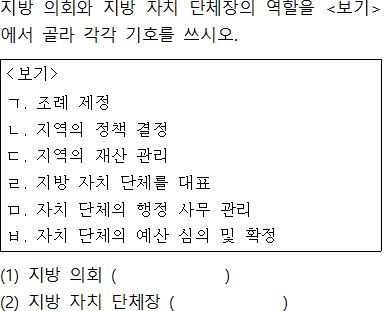 지방 의회와 지방 자치 단체장의 역할을 <보기>
에서 골라 각각 기호를 쓰시오.
<보기>
ㄱ. 조례 제정
ㄴ. 지역의 정책 결정
ㄷ. 지역의 재산 관리
ㄹ. 지방 자치 단체를 대표
ㅁ. 자치 단체의 행정 사무 관리
ㅂ. 자치 단체의 예산 심의 및 확정
(1) 지방 의회 (          )
(2) 지방 자치 단체장 (          )